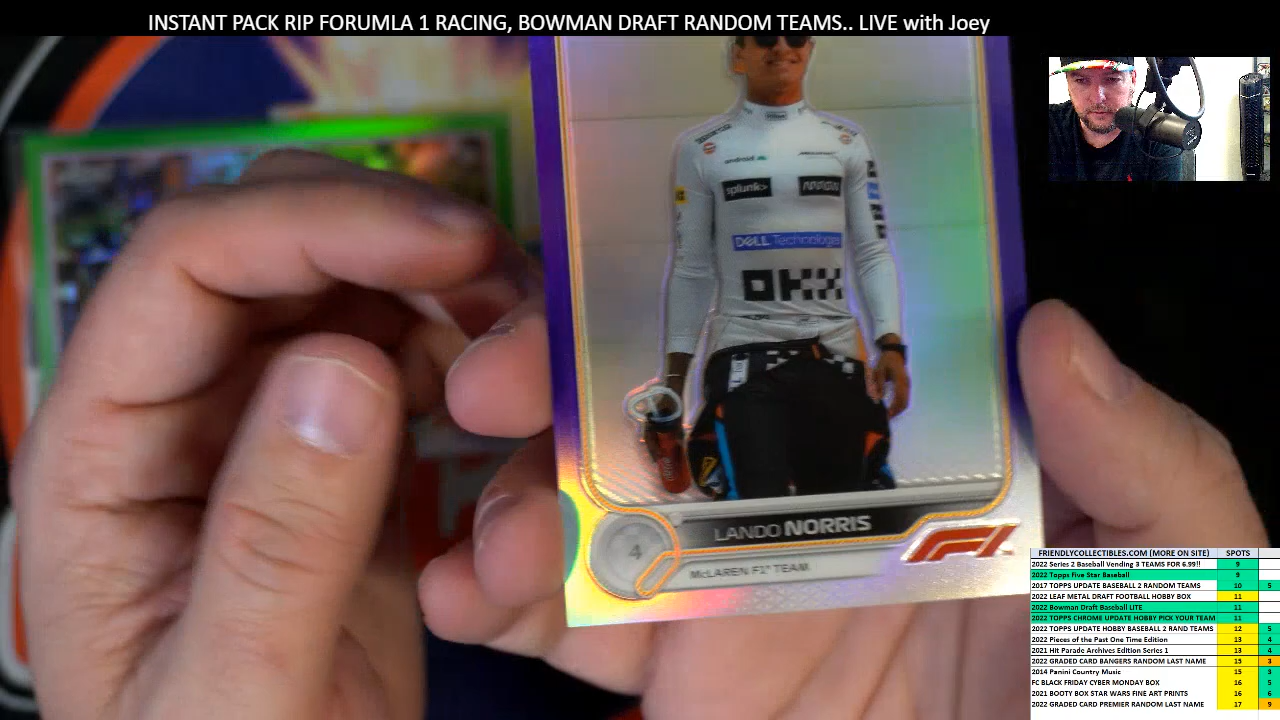 INSTANT PACK RIP FORUMLA 1 RACING, BOWMAN DRAFT RANDOM TEAMS.. LIVE with Joey
android
splunk>
DELL Technologies
OKX
LANDO NORRIS
4
F1
McLAREN F1 TEAM
FRIENDLYCOLLECTIBLES.COM (MORE ON SITE) SPOTS
2022 Series 2 Baseball Vending 3 TEAMS FOR 6.99!! 9
2022 Topps Five Star Baseball 9
2017 TOPPS UPDATE BASEBALL 2 RANDOM TEAMS 10 5
2022 LEAF METAL DRAFT FOOTBALL HOBBY BOX 11
2022 Bowman Draft Baseball LITE 11
2022 TOPPS CHROME UPDATE HOBBY PICK YOUR TEAM 11
2022 TOPPS UPDATE HOBBY BASEBALL 2 RAND TEAMS 12 5
2022 Pieces of the Past One Time Edition 13 4
2021 Hit Parade Archives Edition Series 1 13 4
2022 GRADED CARD BANGERS RANDOM LAST NAME 15 3
2014 Panini Country Music 15 3
FC BLACK FRIDAY CYBER MONDAY BOX 16 5
2021 BOOTY BOX STAR WARS FINE ART PRINTS 16 6
2022 GRADED CARD PREMIER RANDOM LAST NAME 17 9